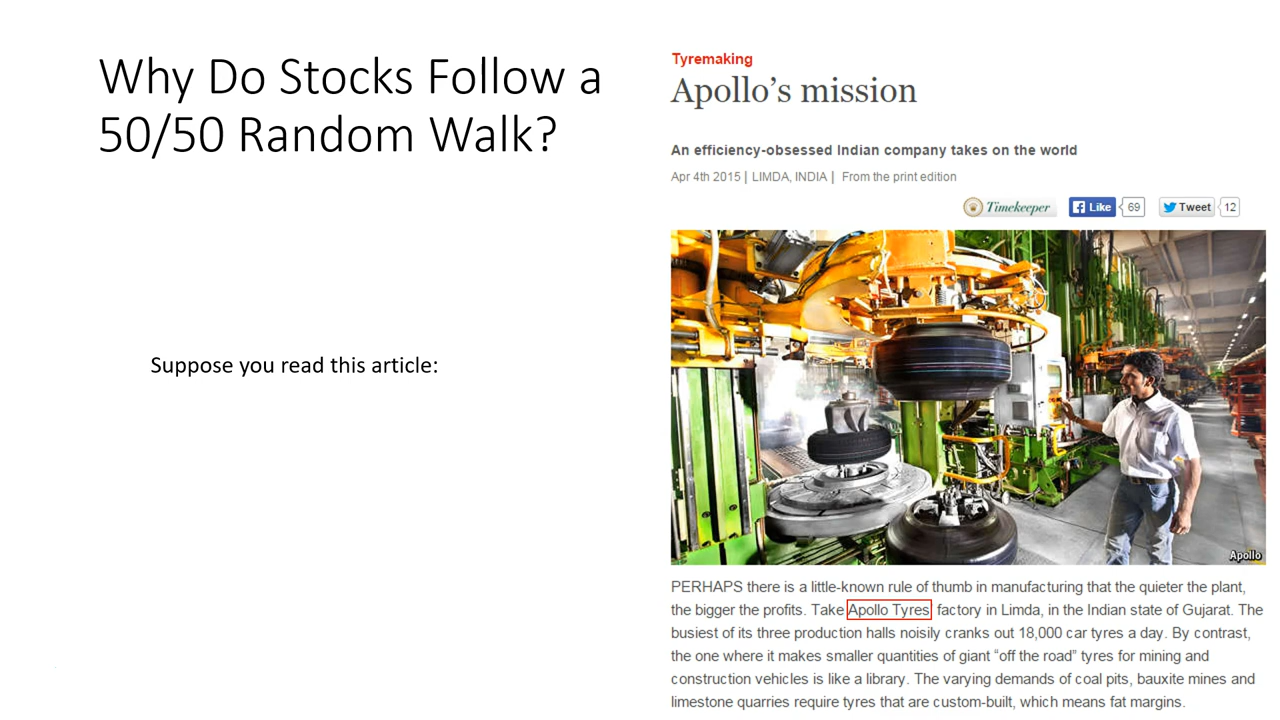 Why Do Stocks Follow a
50/50 Random Walk?
Suppose you read this article:
Tyremaking
Apollo’s mission
An efficiency-obsessed Indian company takes on the world
Apr 4th 2015 | LIMDA, INDIA | From the print edition
Timekeeper Like 69 Tweet 12
Apollo
PERHAPS there is a little-known rule of thumb in manufacturing that the quieter the plant,
the bigger the profits. Take Apollo Tyres’ factory in Limda, in the Indian state of Gujarat. The
busiest of its three production halls noisily cranks out 18,000 car tyres a day. By contrast,
the one where it makes smaller quantities of giant “off the road” tyres for mining and
construction vehicles is like a library. The varying demands of coal pits, bauxite mines and
limestone quarries require tyres that are custom-built, which means fat margins.